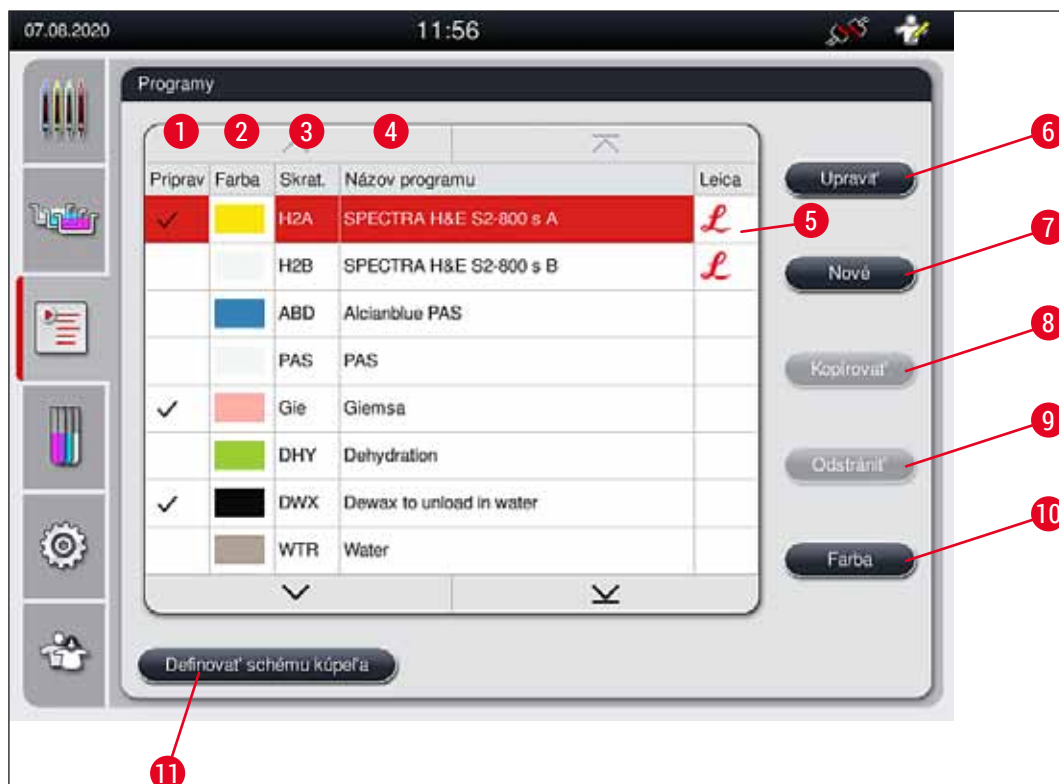 07.08.2020 11:56
Programy
1 2 3 4
Priprav Farba Skrat. Názov programu Leica
H2A SPECTRA H&E S2-800 s A L
H2B SPECTRA H&E S2-800 s B L
ABD Alcianblue PAS
PAS PAS
Gie Giemsa
DHY Dehydration
DWX Dewax to unload in water
WTR Water
Definovať schému kúpeľa
5
Upraviť 6
Nové 7
Kopírovať 8
Odstrániť 9
Farba 10
11